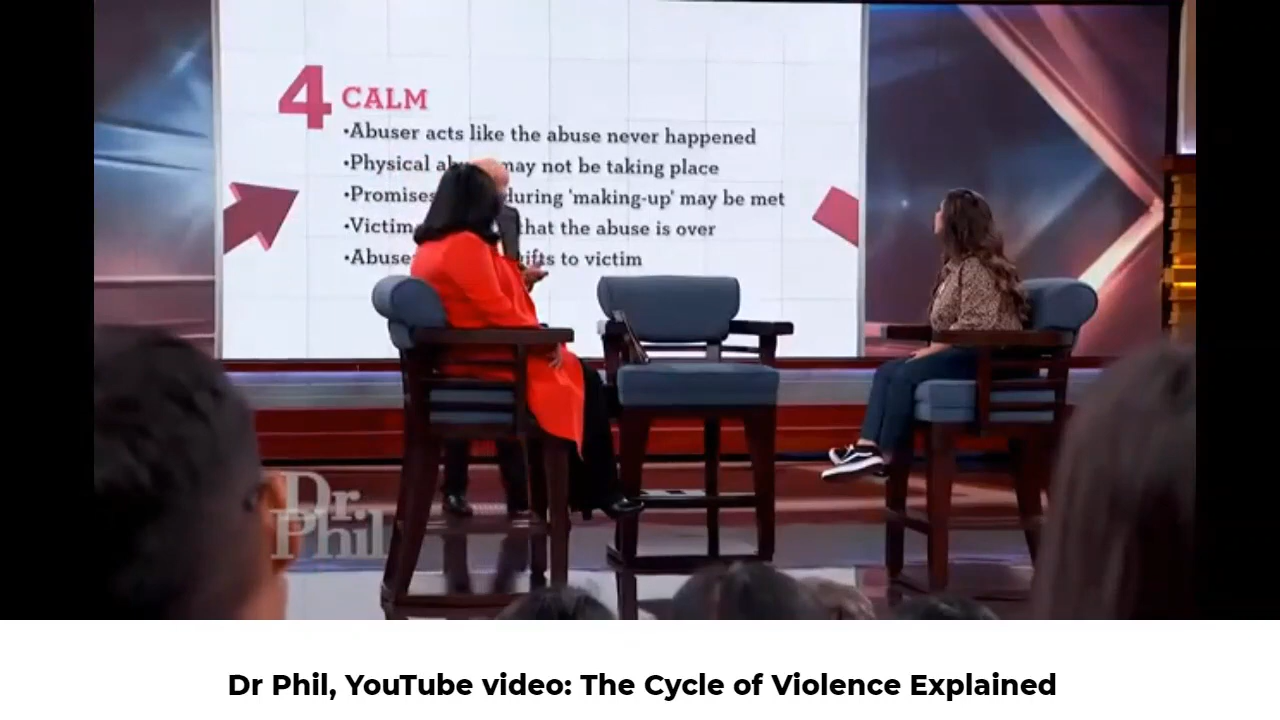 4 CALM
•Abuser acts like the abuse never happened
•Physical may not be taking place
•Promises during 'making-up' may be met
•Victim that the abuse is over
to victim
Dr.
Phil
Dr Phil, YouTube video: The Cycle of Violence Explained